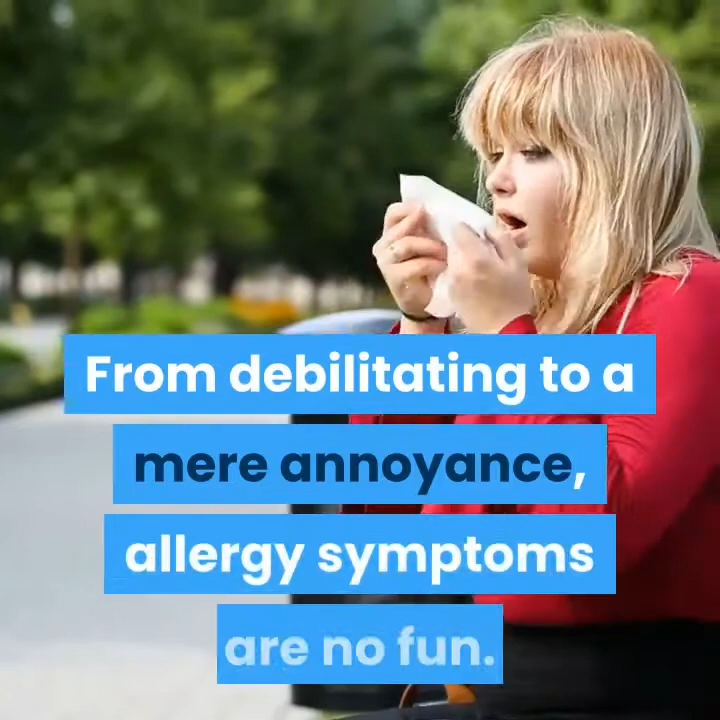 From debilitating to a
mere annoyance,
allergy symptoms
are no fun.